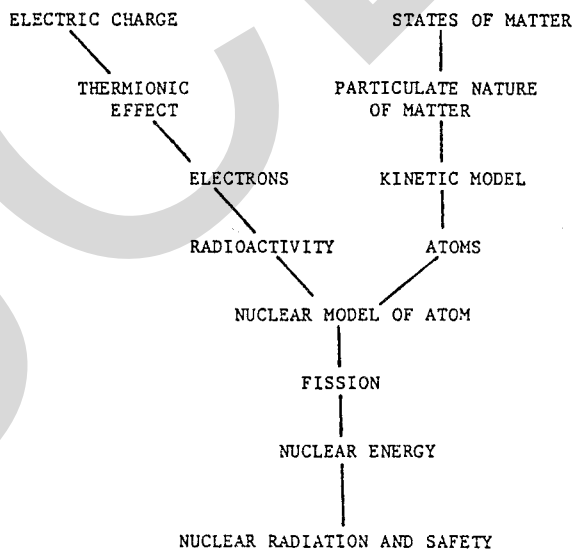 ELECTRIC CHARGE
STATES OF MATTER
THERMIONIC
EFFECT
PARTICULATE NATURE
OF MATTER
ELECTRONS
KINETIC MODEL
RADIOACTIVITY
ATOMS
NUCLEAR MODEL OF ATOM
FISSION
NUCLEAR ENERGY
NUCLEAR RADIATION AND SAFETY